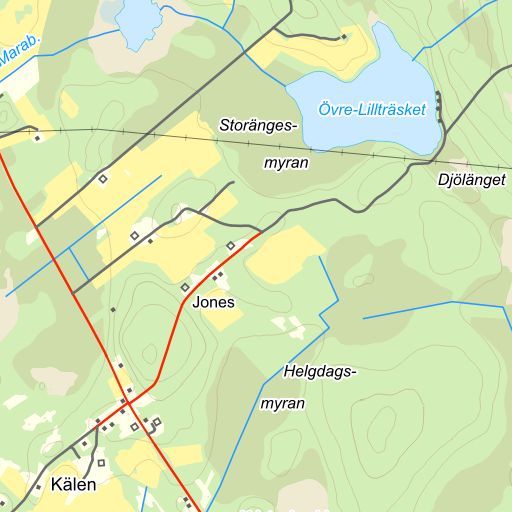 Marab.
Övre-Lillträsket
Storänges-
myran
Djölänget
Jones
Helgdags-
myran
Kälen